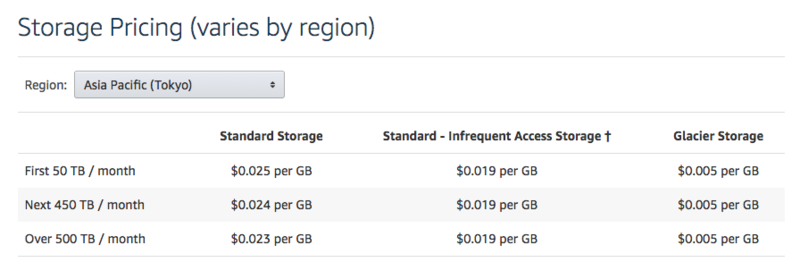 Storage Pricing (varies by region)
Region: Asia Pacific (Tokyo)
Standard Storage Standard - Infrequent Access Storage † Glacier Storage
First 50 TB / month $0.025 per GB $0.019 per GB $0.005 per GB
Next 450 TB / month $0.024 per GB $0.019 per GB $0.005 per GB
Over 500 TB / month $0.023 per GB $0.019 per GB $0.005 per GB